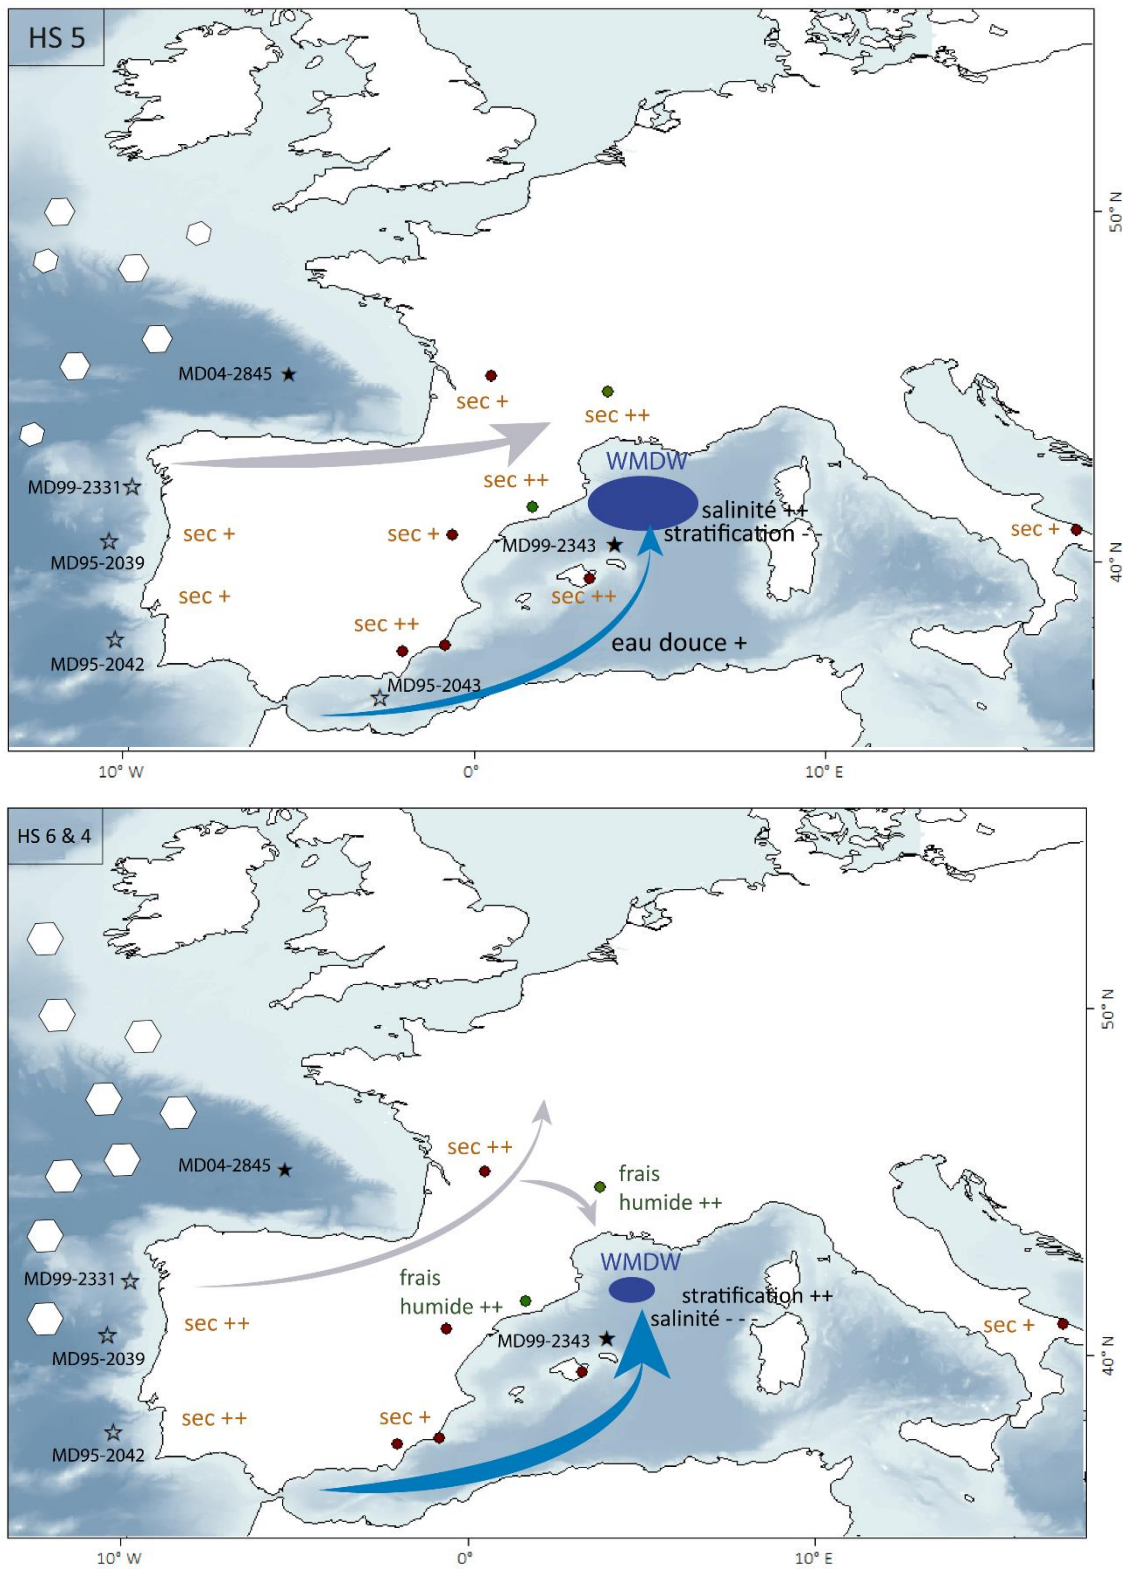 HS 5
50° N
MD04-2845
sec +
sec ++
WMDW
sec ++
MD99-2331
salinité ++
sec +
sec +
stratification - -
sec +
MD99-2343
MD95-2039
40° N
sec +
sec ++
sec ++
eau douce +
MD95-2042
MD95-2043
10° W
0°
10° E
HS 6 & 4
50° N
sec ++
MD04-2845
frais
humide ++
WMDW
MD99-2331
frais
humide ++
stratification ++
salinité - - -
sec ++
sec +
MD99-2343
MD95-2039
40° N
sec ++
sec +
MD95-2042
10° W
0°
10° E